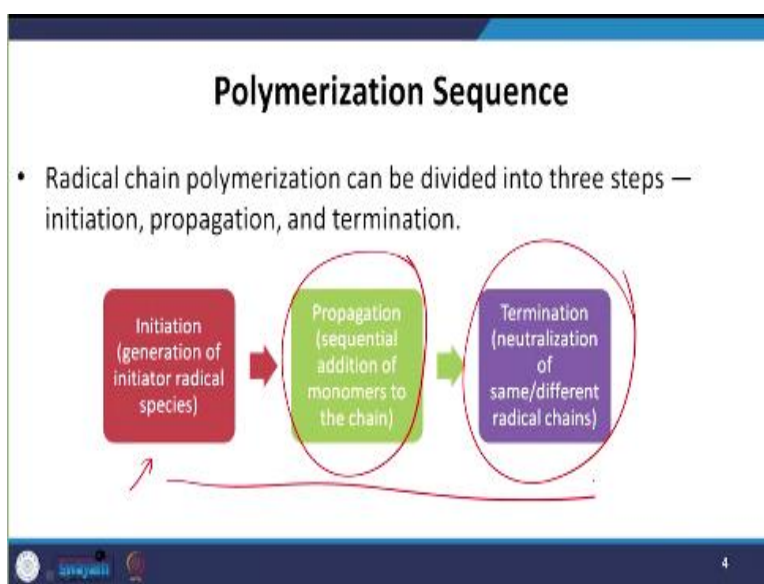 Polymerization Sequence
• Radical chain polymerization can be divided into three steps —
initiation, propagation, and termination.
Initiation
(generation of
initiator radical
species)
Propagation
(sequential
addition of
monomers to
the chain)
Termination
(neutralization
of
same/different
radical chains)
swayam
4